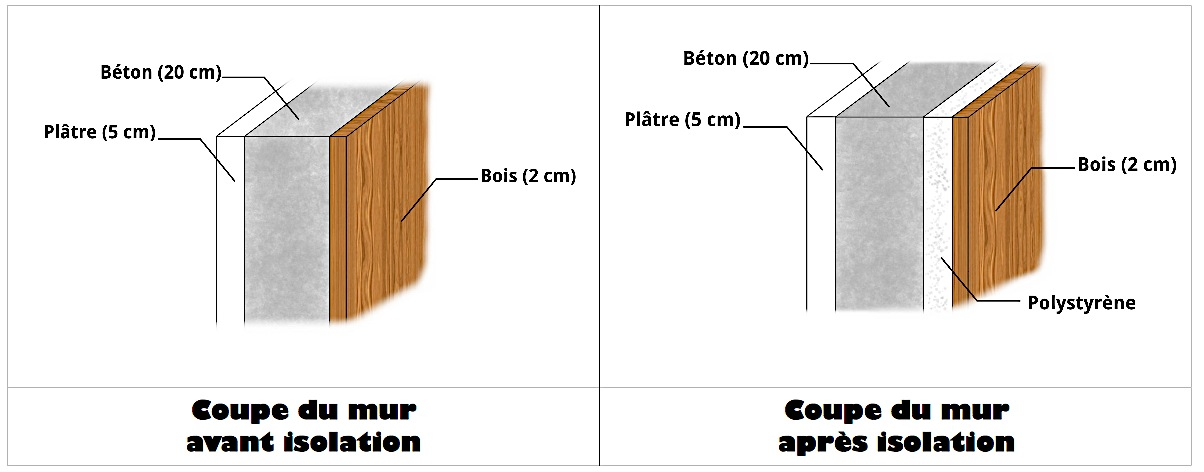 Béton (20 cm)
Plâtre (5 cm)
Bois (2 cm)
Coupe du mur
avant isolation
Béton (20 cm)
Plâtre (5 cm)
Bois (2 cm)
Polystyrène
Coupe du mur
après isolation